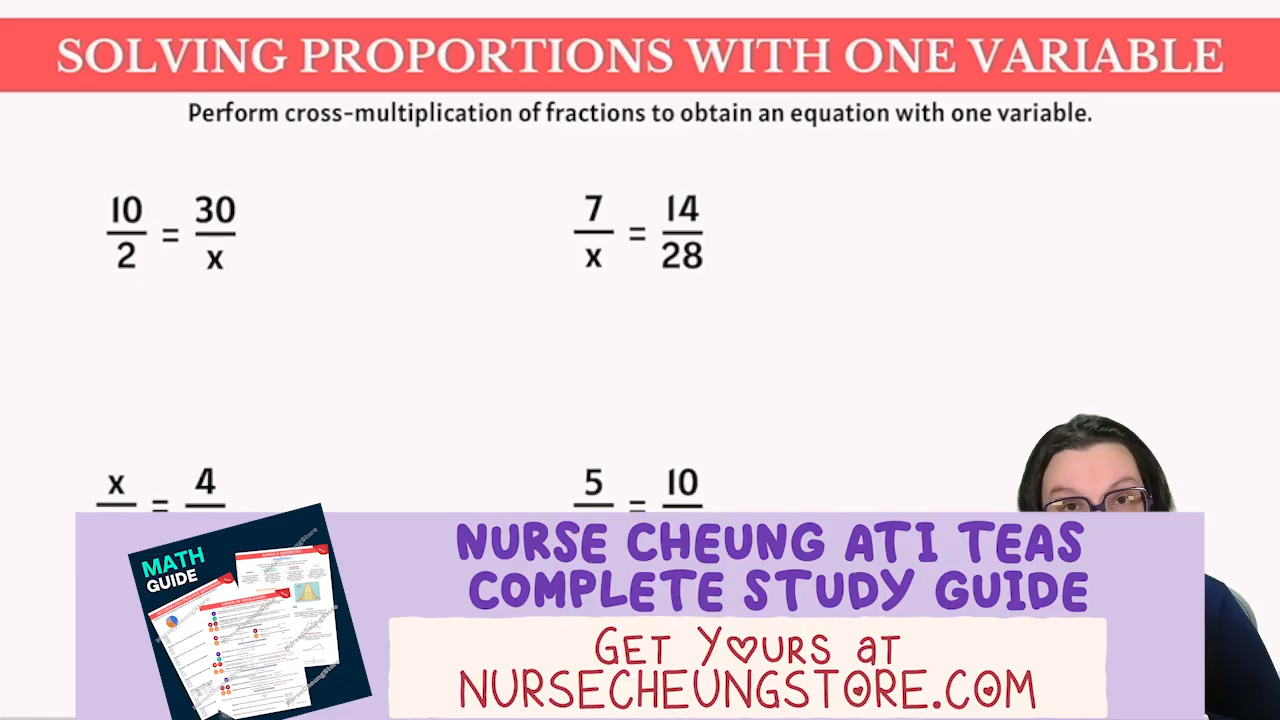 SOLVING PROPORTIONS WITH ONE VARIABLE
Perform cross-multiplication of fractions to obtain an equation with one variable.
10/2 = 30/x
7/x = 14/28
x = 4
5 = 10
MATH
GUIDE
NURSE CHEUNG ATI TEAS
COMPLETE STUDY GUIDE
GET YOURS AT
NURSECHEUNGSTORE.COM